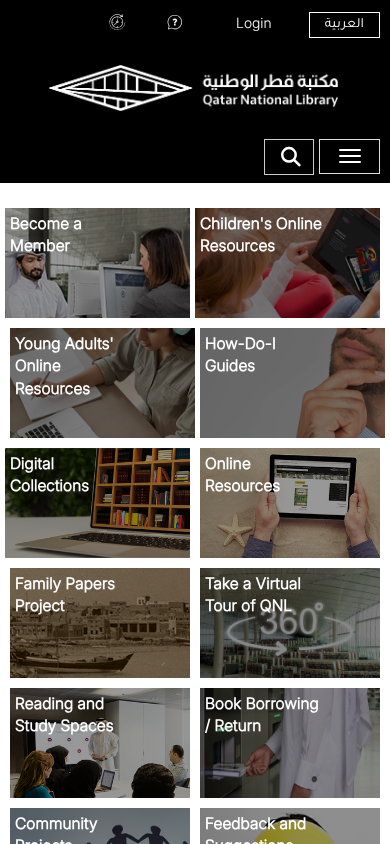 Login
العربية
مكتبة قطر الوطنية
Qatar National Library
Become a
Member
Children's Online
Resources
Young Adults'
Online
Resources
How-Do-I
Guides
Digital
Collections
Online
Resources
Family Papers
Project
Take a Virtual
Tour of QNL
360°
Reading and
Study Spaces
Book Borrowing
/ Return
Community
Projects
Feedback and
Suggestions